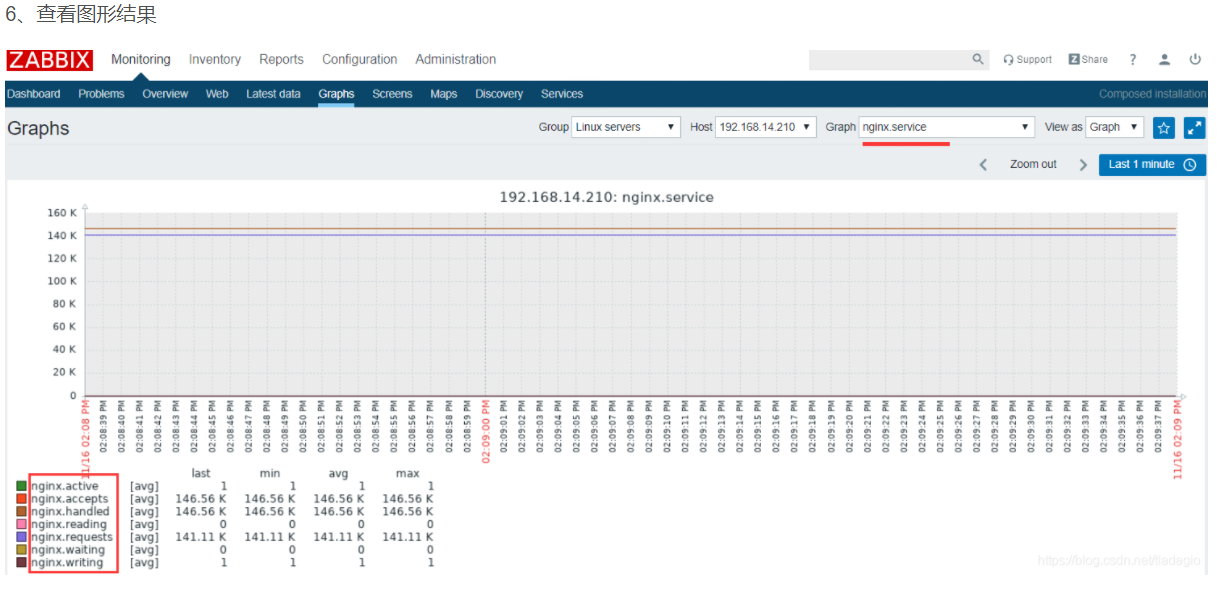 6、查看图形结果
ZABBIX Monitoring Inventory Reports Configuration Administration Support Z Share ?
Dashboard Problems Overview Web Latest data Graphs Screens Maps Discovery Services Composed installation
Graphs Group Linux servers Host 192.168.14.210 Graph nginx.service View as Graph
Zoom out Last 1 minute
192.168.14.210: nginx.service
160 K
140 K
120 K
100 K
80 K
60 K
40 K
20 K
0
11/16 02:08 PM
02:08:39 PM
02:08:40 PM
02:08:41 PM
02:08:42 PM
02:08:43 PM
02:08:44 PM
02:08:45 PM
02:08:46 PM
02:08:47 PM
02:08:48 PM
02:08:49 PM
02:08:50 PM
02:08:51 PM
02:08:52 PM
02:08:53 PM
02:08:54 PM
02:08:55 PM
02:08:56 PM
02:08:57 PM
02:08:58 PM
02:08:59 PM
02:09:00 PM
02:09:01 PM
02:09:02 PM
02:09:03 PM
02:09:04 PM
02:09:05 PM
02:09:06 PM
02:09:07 PM
02:09:08 PM
02:09:09 PM
02:09:10 PM
02:09:11 PM
02:09:12 PM
02:09:13 PM
02:09:14 PM
02:09:15 PM
02:09:16 PM
02:09:17 PM
02:09:18 PM
02:09:19 PM
02:09:20 PM
02:09:21 PM
02:09:22 PM
02:09:23 PM
02:09:24 PM
02:09:25 PM
02:09:26 PM
02:09:27 PM
02:09:28 PM
02:09:29 PM
02:09:30 PM
02:09:31 PM
02:09:32 PM
02:09:33 PM
02:09:34 PM
02:09:35 PM
02:09:36 PM
02:09:37 PM
11/16 02:09 PM
last min avg max
nginx.active [avg] 1 1 1 1
nginx.accepts [avg] 146.56 K 146.56 K 146.56 K 146.56 K
nginx.handled [avg] 146.56 K 146.56 K 146.56 K 146.56 K
nginx.reading [avg] 0 0 0 0
nginx.requests [avg] 141.11 K 141.11 K 141.11 K 141.11 K
nginx.waiting [avg] 0 0 0 0
nginx.writing [avg] 1 1 1 1